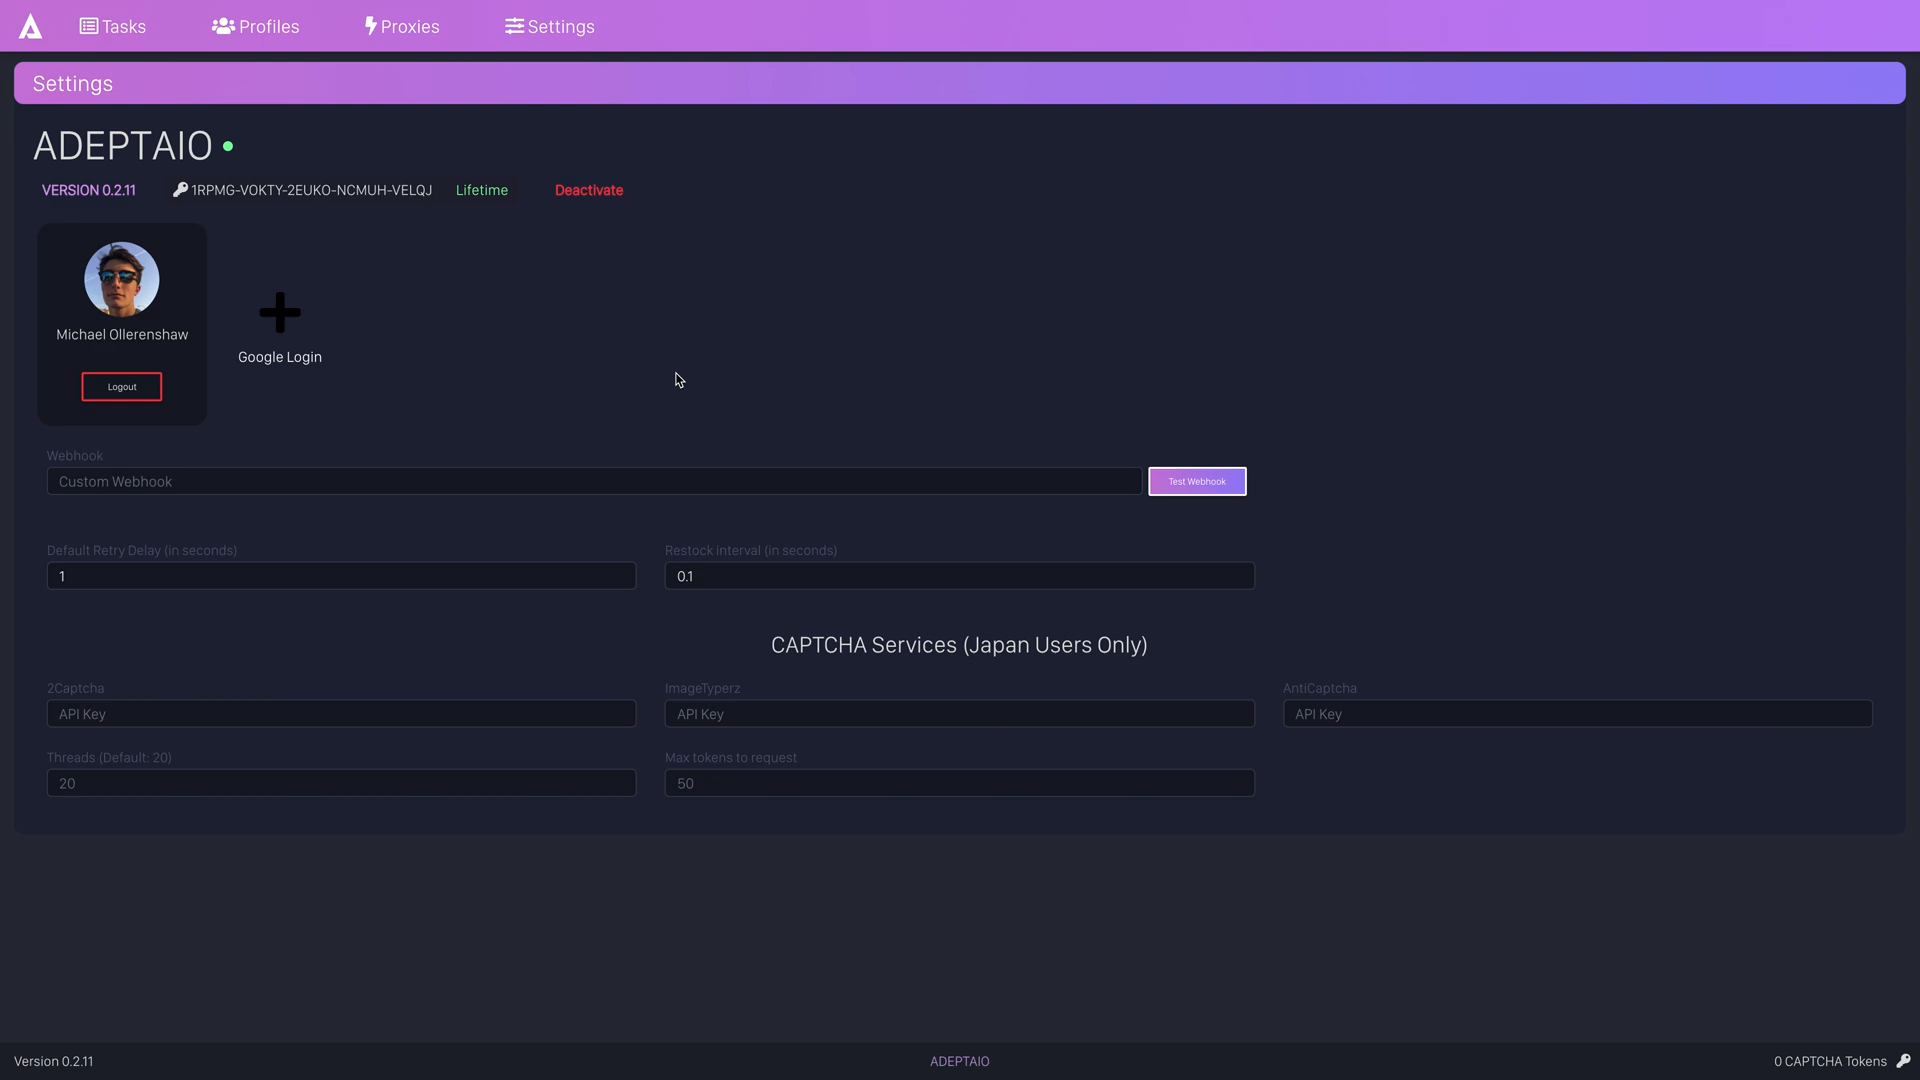 Tasks
Profiles
Proxies
Settings
Settings
ADEPTAIO
VERSION 0.2.11
1RPMG-VOKTY-2EUKO-NCMUH-VELQJ
Lifetime
Deactivate
Michael Ollerenshaw
Logout
Google Login
Webhook
Custom Webhook
Test Webhook
Default Retry Delay (in seconds)
Restock interval (in seconds)
1
0.1
CAPTCHA Services (Japan Users Only)
2Captcha
ImageTyperz
AntiCaptcha
API Key
API Key
API Key
Threads (Default: 20)
Max tokens to request
20
50
Version 0.2.11
ADEPTAIO
0 CAPTCHA Tokens